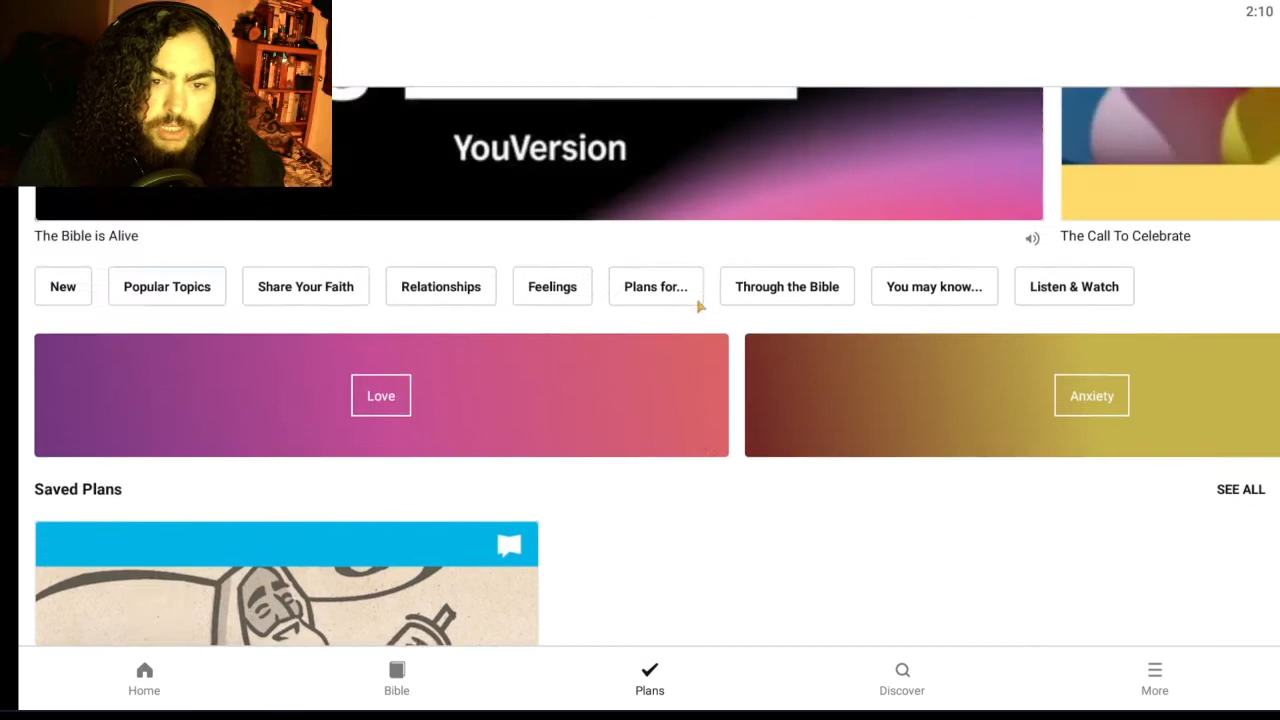 2:10
YouVersion
The Bible is Alive
The Call To Celebrate
New
Popular Topics
Share Your Faith
Relationships
Feelings
Plans for...
Through the Bible
You may know...
Listen & Watch
Love
Anxiety
Saved Plans
SEE ALL
Home
Bible
Plans
Discover
More